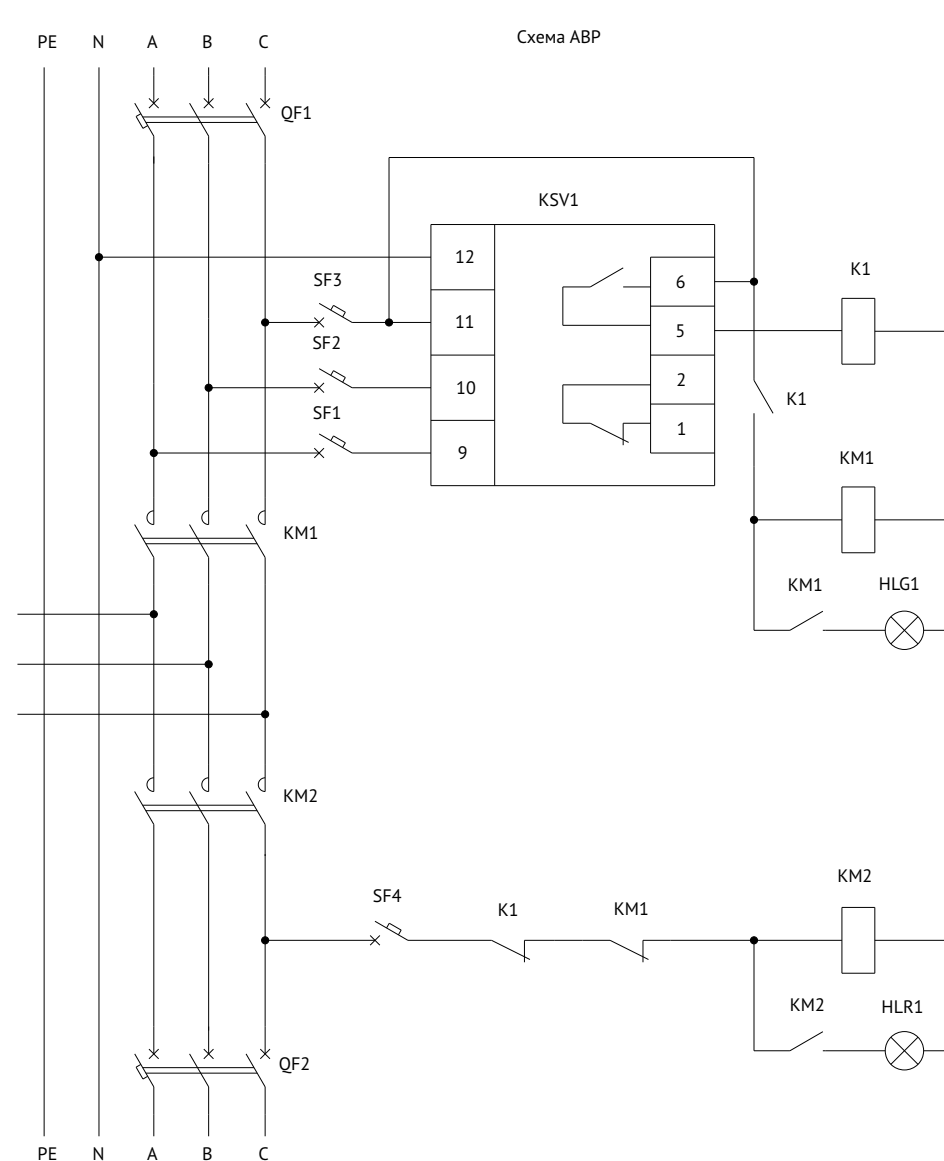 Схема АВР
PE N A B C
QF1
KSV1
12
SF3
6
K1
11
5
SF2
10
2
K1
SF1
1
9
KM1
KM1
KM1 HLG1
KM2
SF4
K1
KM1
KM2
KM2 HLR1
QF2
PE N A B C